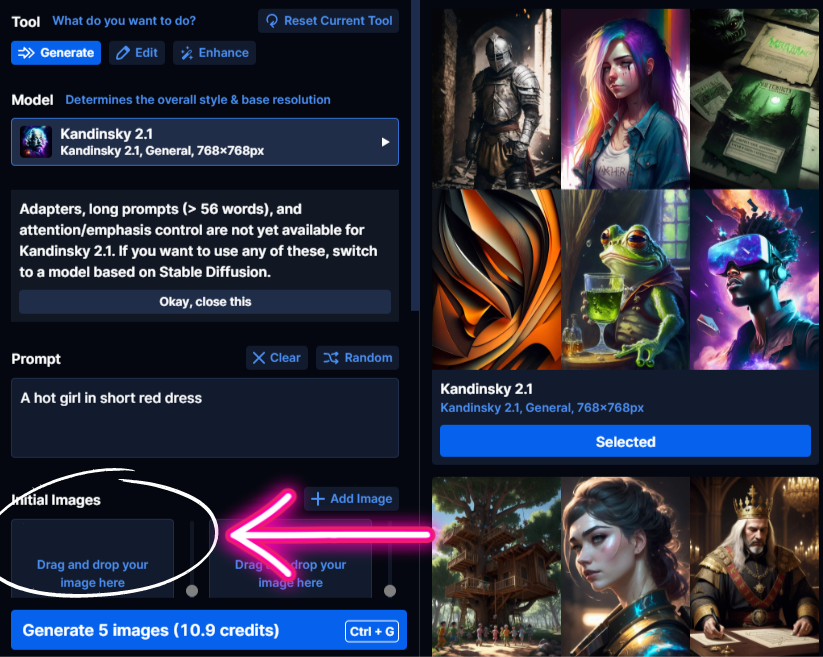 Tool What do you want to do? Reset Current Tool
Generate Edit Enhance
Model Determines the overall style & base resolution
Kandinsky 2.1
Kandinsky 2.1, General, 768×768px
Adapters, long prompts (> 56 words), and
attention/emphasis control are not yet available for
Kandinsky 2.1. If you want to use any of these, switch
to a model based on Stable Diffusion.
Okay, close this
Prompt Clear Random
A hot girl in short red dress
Initial Images Add Image
Drag and drop your
image here
Drag and drop your
image here
Generate 5 images (10.9 credits) Ctrl + G
Kandinsky 2.1
Kandinsky 2.1, General, 768×768px
Selected